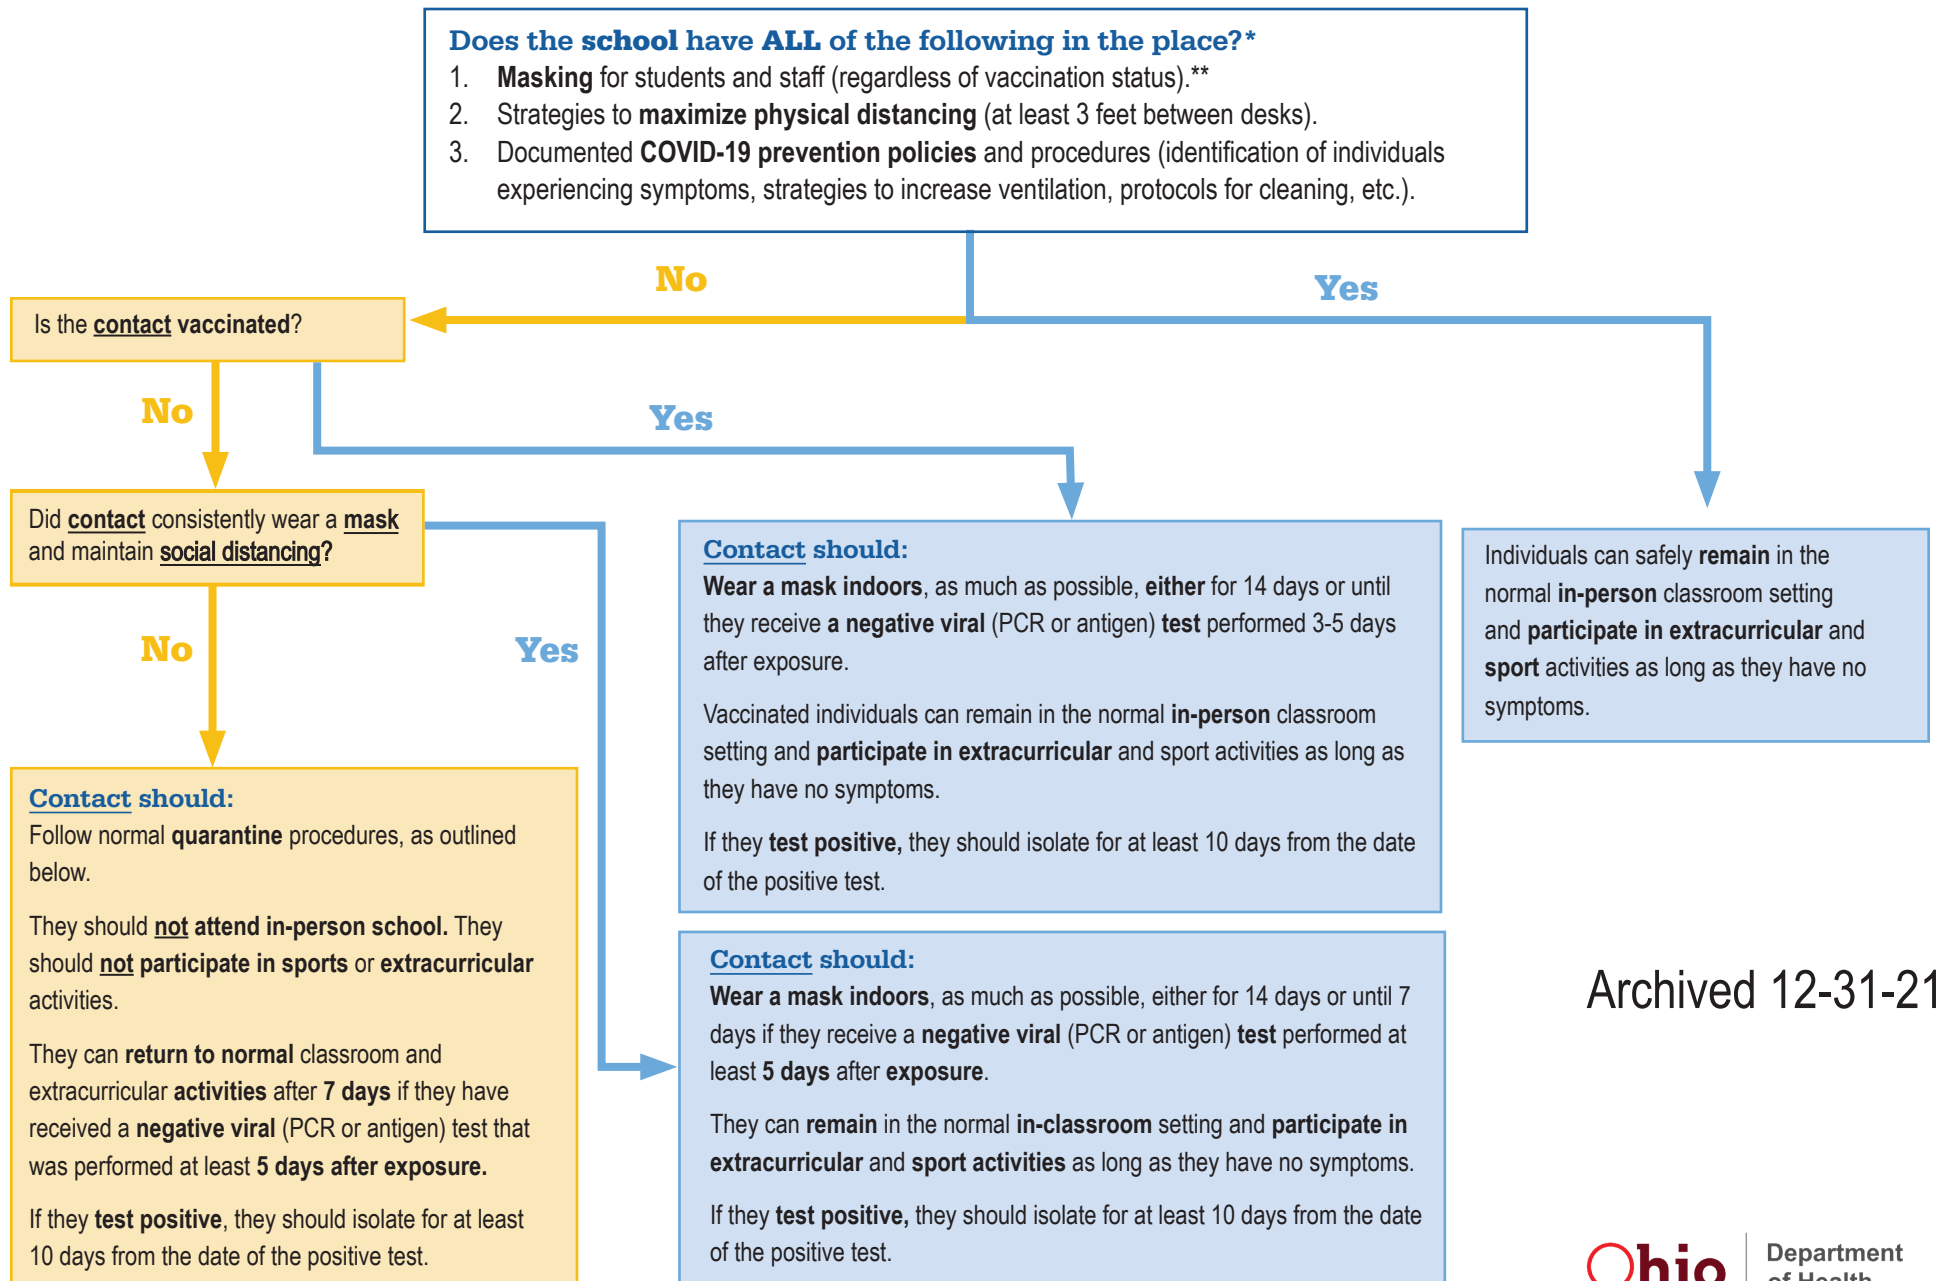 Does the school have ALL of the following in the place?*
1. Masking for students and staff (regardless of vaccination status).**
2. Strategies to maximize physical distancing (at least 3 feet between desks).
3. Documented COVID-19 prevention policies and procedures (identification of individuals
experiencing symptoms, strategies to increase ventilation, protocols for cleaning, etc.).
No
Yes
Is the contact vaccinated?
No
Yes
Did contact consistently wear a mask
and maintain social distancing?
No
Yes
Contact should:
Wear a mask indoors, as much as possible, either for 14 days or until
they receive a negative viral (PCR or antigen) test performed 3-5 days
after exposure.
Vaccinated individuals can remain in the normal in-person classroom
setting and participate in extracurricular and sport activities as long as
they have no symptoms.
If they test positive, they should isolate for at least 10 days from the date
of the positive test.
Individuals can safely remain in the
normal in-person classroom setting
and participate in extracurricular and
sport activities as long as they have no
symptoms.
Contact should:
Follow normal quarantine procedures, as outlined
below.
They should not attend in-person school. They
should not participate in sports or extracurricular
activities.
They can return to normal classroom and
extracurricular activities after 7 days if they have
received a negative viral (PCR or antigen) test that
was performed at least 5 days after exposure.
If they test positive, they should isolate for at least
10 days from the date of the positive test.
Contact should:
Wear a mask indoors, as much as possible, either for 14 days or until 7
days if they receive a negative viral (PCR or antigen) test performed at
least 5 days after exposure.
They can remain in the normal in-classroom setting and participate in
extracurricular and sport activities as long as they have no symptoms.
If they test positive, they should isolate for at least 10 days from the date
of the positive test.
Archived 12-31-21
Ohio
Department
of Health